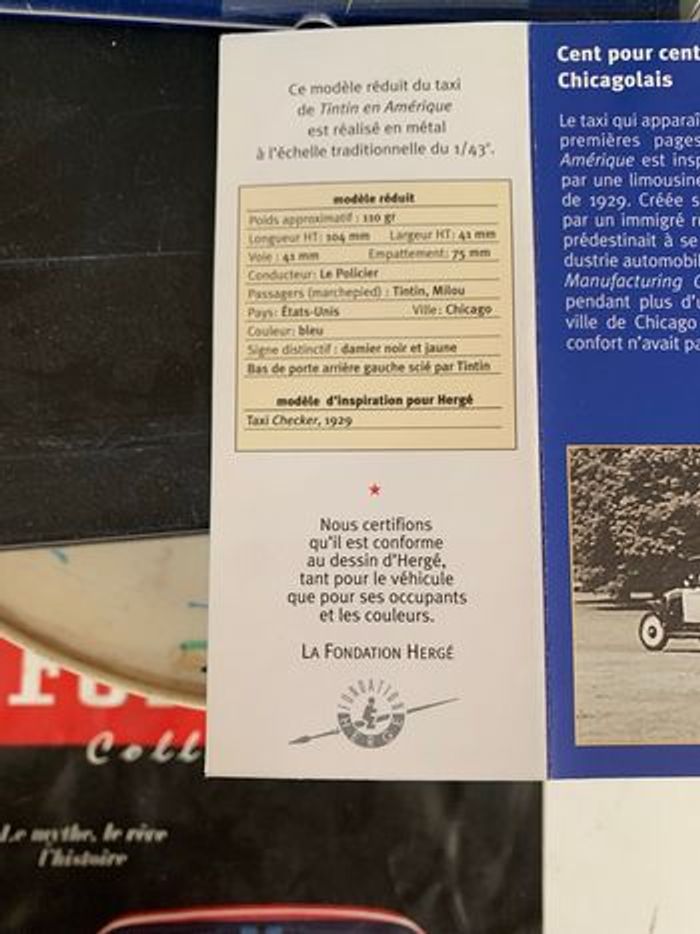 Ce modèle réduit du taxi
de Tintin en Amérique
est réalisé en métal
à l'échelle traditionnelle du 1/43e.
modèle réduit
Poids approximatif : 110 gr
Longueur HT: 104 mm Largeur HT: 41 mm
Voie : 41 mm Empattement: 75 mm
Conducteur: Le Policier
Passagers (marchepied) : Tintin, Milou
Pays: États-Unis Ville: Chicago
Couleur: bleu
Signe distinctif : damier noir et jaune
Bas de porte arrière gauche scié par Tintin
modèle d'inspiration pour Hergé
Taxi Checker, 1929
Nous certifions
qu'il est conforme
au dessin d'Hergé,
tant pour le véhicule
que pour ses occupants
et les couleurs.
LA FONDATION HERGÉ
FONDATION
HERGÉ
Cent pour cent
Chicagolais
Le taxi qui apparaî
premières pages
Amérique est insp
par une limousine
de 1929. Créée s
par un immigré ru
prédestinait à se
dustrie automobil
Manufacturing C
pendant plus d'
ville de Chicago
confort n'avait pa
Coll
Le mythe, le rêve
l'histoire